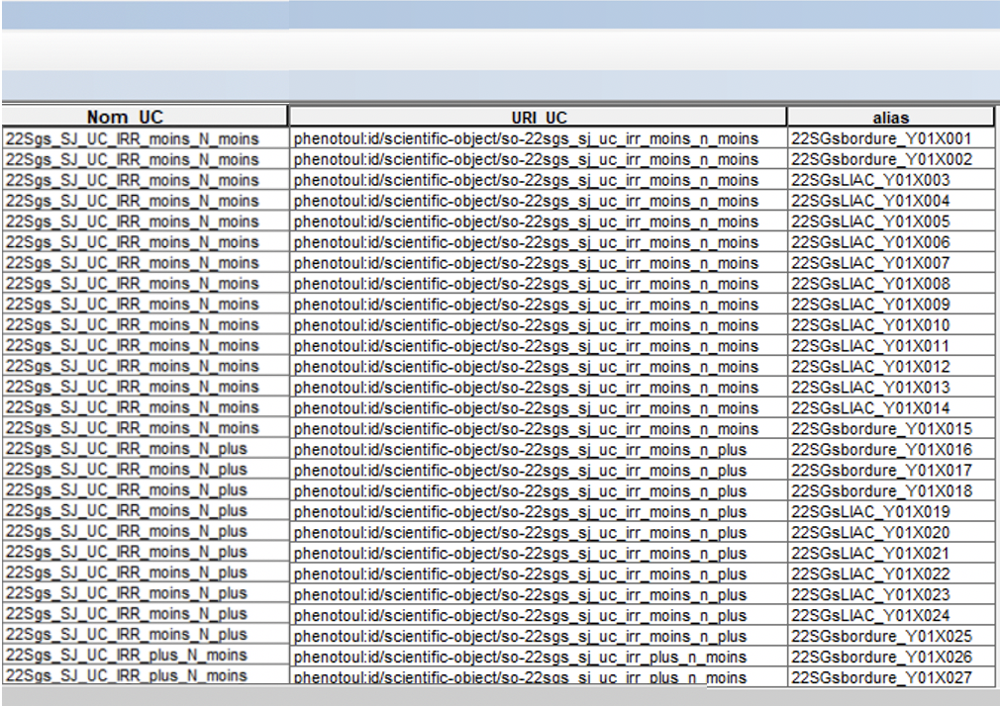 Nom_UC URI_UC alias
22Sgs_SJ_UC_IRR_moins_N_moins phenotoul:id/scientific-object/so-22sgs_sj_uc_irr_moins_n_moins 22SGsbordure_Y01X001
22Sgs_SJ_UC_IRR_moins_N_moins phenotoul:id/scientific-object/so-22sgs_sj_uc_irr_moins_n_moins 22SGsbordure_Y01X002
22Sgs_SJ_UC_IRR_moins_N_moins phenotoul:id/scientific-object/so-22sgs_sj_uc_irr_moins_n_moins 22SGsLIAC_Y01X003
22Sgs_SJ_UC_IRR_moins_N_moins phenotoul:id/scientific-object/so-22sgs_sj_uc_irr_moins_n_moins 22SGsLIAC_Y01X004
22Sgs_SJ_UC_IRR_moins_N_moins phenotoul:id/scientific-object/so-22sgs_sj_uc_irr_moins_n_moins 22SGsLIAC_Y01X005
22Sgs_SJ_UC_IRR_moins_N_moins phenotoul:id/scientific-object/so-22sgs_sj_uc_irr_moins_n_moins 22SGsLIAC_Y01X006
22Sgs_SJ_UC_IRR_moins_N_moins phenotoul:id/scientific-object/so-22sgs_sj_uc_irr_moins_n_moins 22SGsLIAC_Y01X007
22Sgs_SJ_UC_IRR_moins_N_moins phenotoul:id/scientific-object/so-22sgs_sj_uc_irr_moins_n_moins 22SGsLIAC_Y01X008
22Sgs_SJ_UC_IRR_moins_N_moins phenotoul:id/scientific-object/so-22sgs_sj_uc_irr_moins_n_moins 22SGsLIAC_Y01X009
22Sgs_SJ_UC_IRR_moins_N_moins phenotoul:id/scientific-object/so-22sgs_sj_uc_irr_moins_n_moins 22SGsLIAC_Y01X010
22Sgs_SJ_UC_IRR_moins_N_moins phenotoul:id/scientific-object/so-22sgs_sj_uc_irr_moins_n_moins 22SGsLIAC_Y01X011
22Sgs_SJ_UC_IRR_moins_N_moins phenotoul:id/scientific-object/so-22sgs_sj_uc_irr_moins_n_moins 22SGsLIAC_Y01X012
22Sgs_SJ_UC_IRR_moins_N_moins phenotoul:id/scientific-object/so-22sgs_sj_uc_irr_moins_n_moins 22SGsLIAC_Y01X013
22Sgs_SJ_UC_IRR_moins_N_moins phenotoul:id/scientific-object/so-22sgs_sj_uc_irr_moins_n_moins 22SGsLIAC_Y01X014
22Sgs_SJ_UC_IRR_moins_N_moins phenotoul:id/scientific-object/so-22sgs_sj_uc_irr_moins_n_moins 22SGsbordure_Y01X015
22Sgs_SJ_UC_IRR_moins_N_plus phenotoul:id/scientific-object/so-22sgs_sj_uc_irr_moins_n_plus 22SGsbordure_Y01X016
22Sgs_SJ_UC_IRR_moins_N_plus phenotoul:id/scientific-object/so-22sgs_sj_uc_irr_moins_n_plus 22SGsbordure_Y01X017
22Sgs_SJ_UC_IRR_moins_N_plus phenotoul:id/scientific-object/so-22sgs_sj_uc_irr_moins_n_plus 22SGsbordure_Y01X018
22Sgs_SJ_UC_IRR_moins_N_plus phenotoul:id/scientific-object/so-22sgs_sj_uc_irr_moins_n_plus 22SGsLIAC_Y01X019
22Sgs_SJ_UC_IRR_moins_N_plus phenotoul:id/scientific-object/so-22sgs_sj_uc_irr_moins_n_plus 22SGsLIAC_Y01X020
22Sgs_SJ_UC_IRR_moins_N_plus phenotoul:id/scientific-object/so-22sgs_sj_uc_irr_moins_n_plus 22SGsLIAC_Y01X021
22Sgs_SJ_UC_IRR_moins_N_plus phenotoul:id/scientific-object/so-22sgs_sj_uc_irr_moins_n_plus 22SGsLIAC_Y01X022
22Sgs_SJ_UC_IRR_moins_N_plus phenotoul:id/scientific-object/so-22sgs_sj_uc_irr_moins_n_plus 22SGsLIAC_Y01X023
22Sgs_SJ_UC_IRR_moins_N_plus phenotoul:id/scientific-object/so-22sgs_sj_uc_irr_moins_n_plus 22SGsLIAC_Y01X024
22Sgs_SJ_UC_IRR_moins_N_plus phenotoul:id/scientific-object/so-22sgs_sj_uc_irr_moins_n_plus 22SGsbordure_Y01X025
22Sgs_SJ_UC_IRR_plus_N_moins phenotoul:id/scientific-object/so-22sgs_sj_uc_irr_plus_n_moins 22SGsbordure_Y01X026
22Sgs_SJ_UC_IRR_plus_N_moins phenotoul:id/scientific-object/so-22sgs_sj_uc_irr_plus_n_moins 22SGsbordure_Y01X027